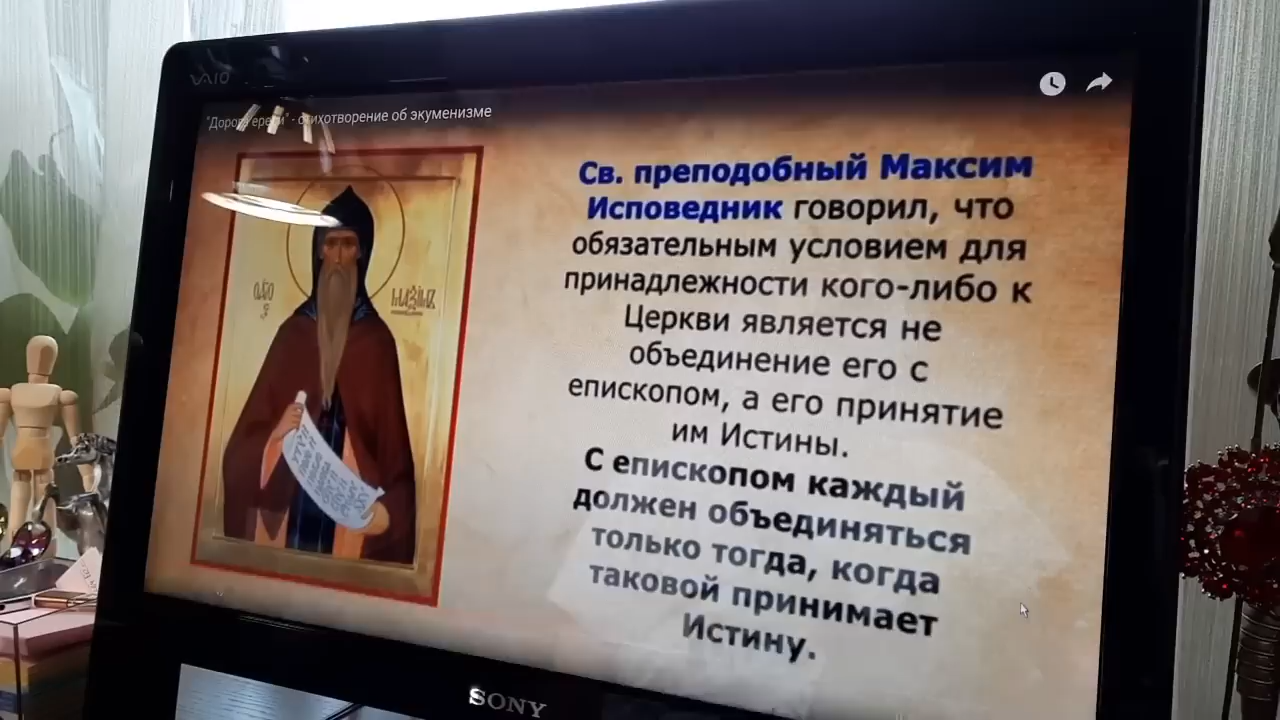 VAIO
"Дорога ереси" - стихотворение об экуменизме
Св. преподобный Максим
Исповедник говорил, что
обязательным условием для
принадлежности кого-либо к
Церкви является не
объединение его с
епископом, а его принятие
им Истины.
С епископом каждый
должен объединяться
только тогда, когда
таковой принимает
Истину.
SONY